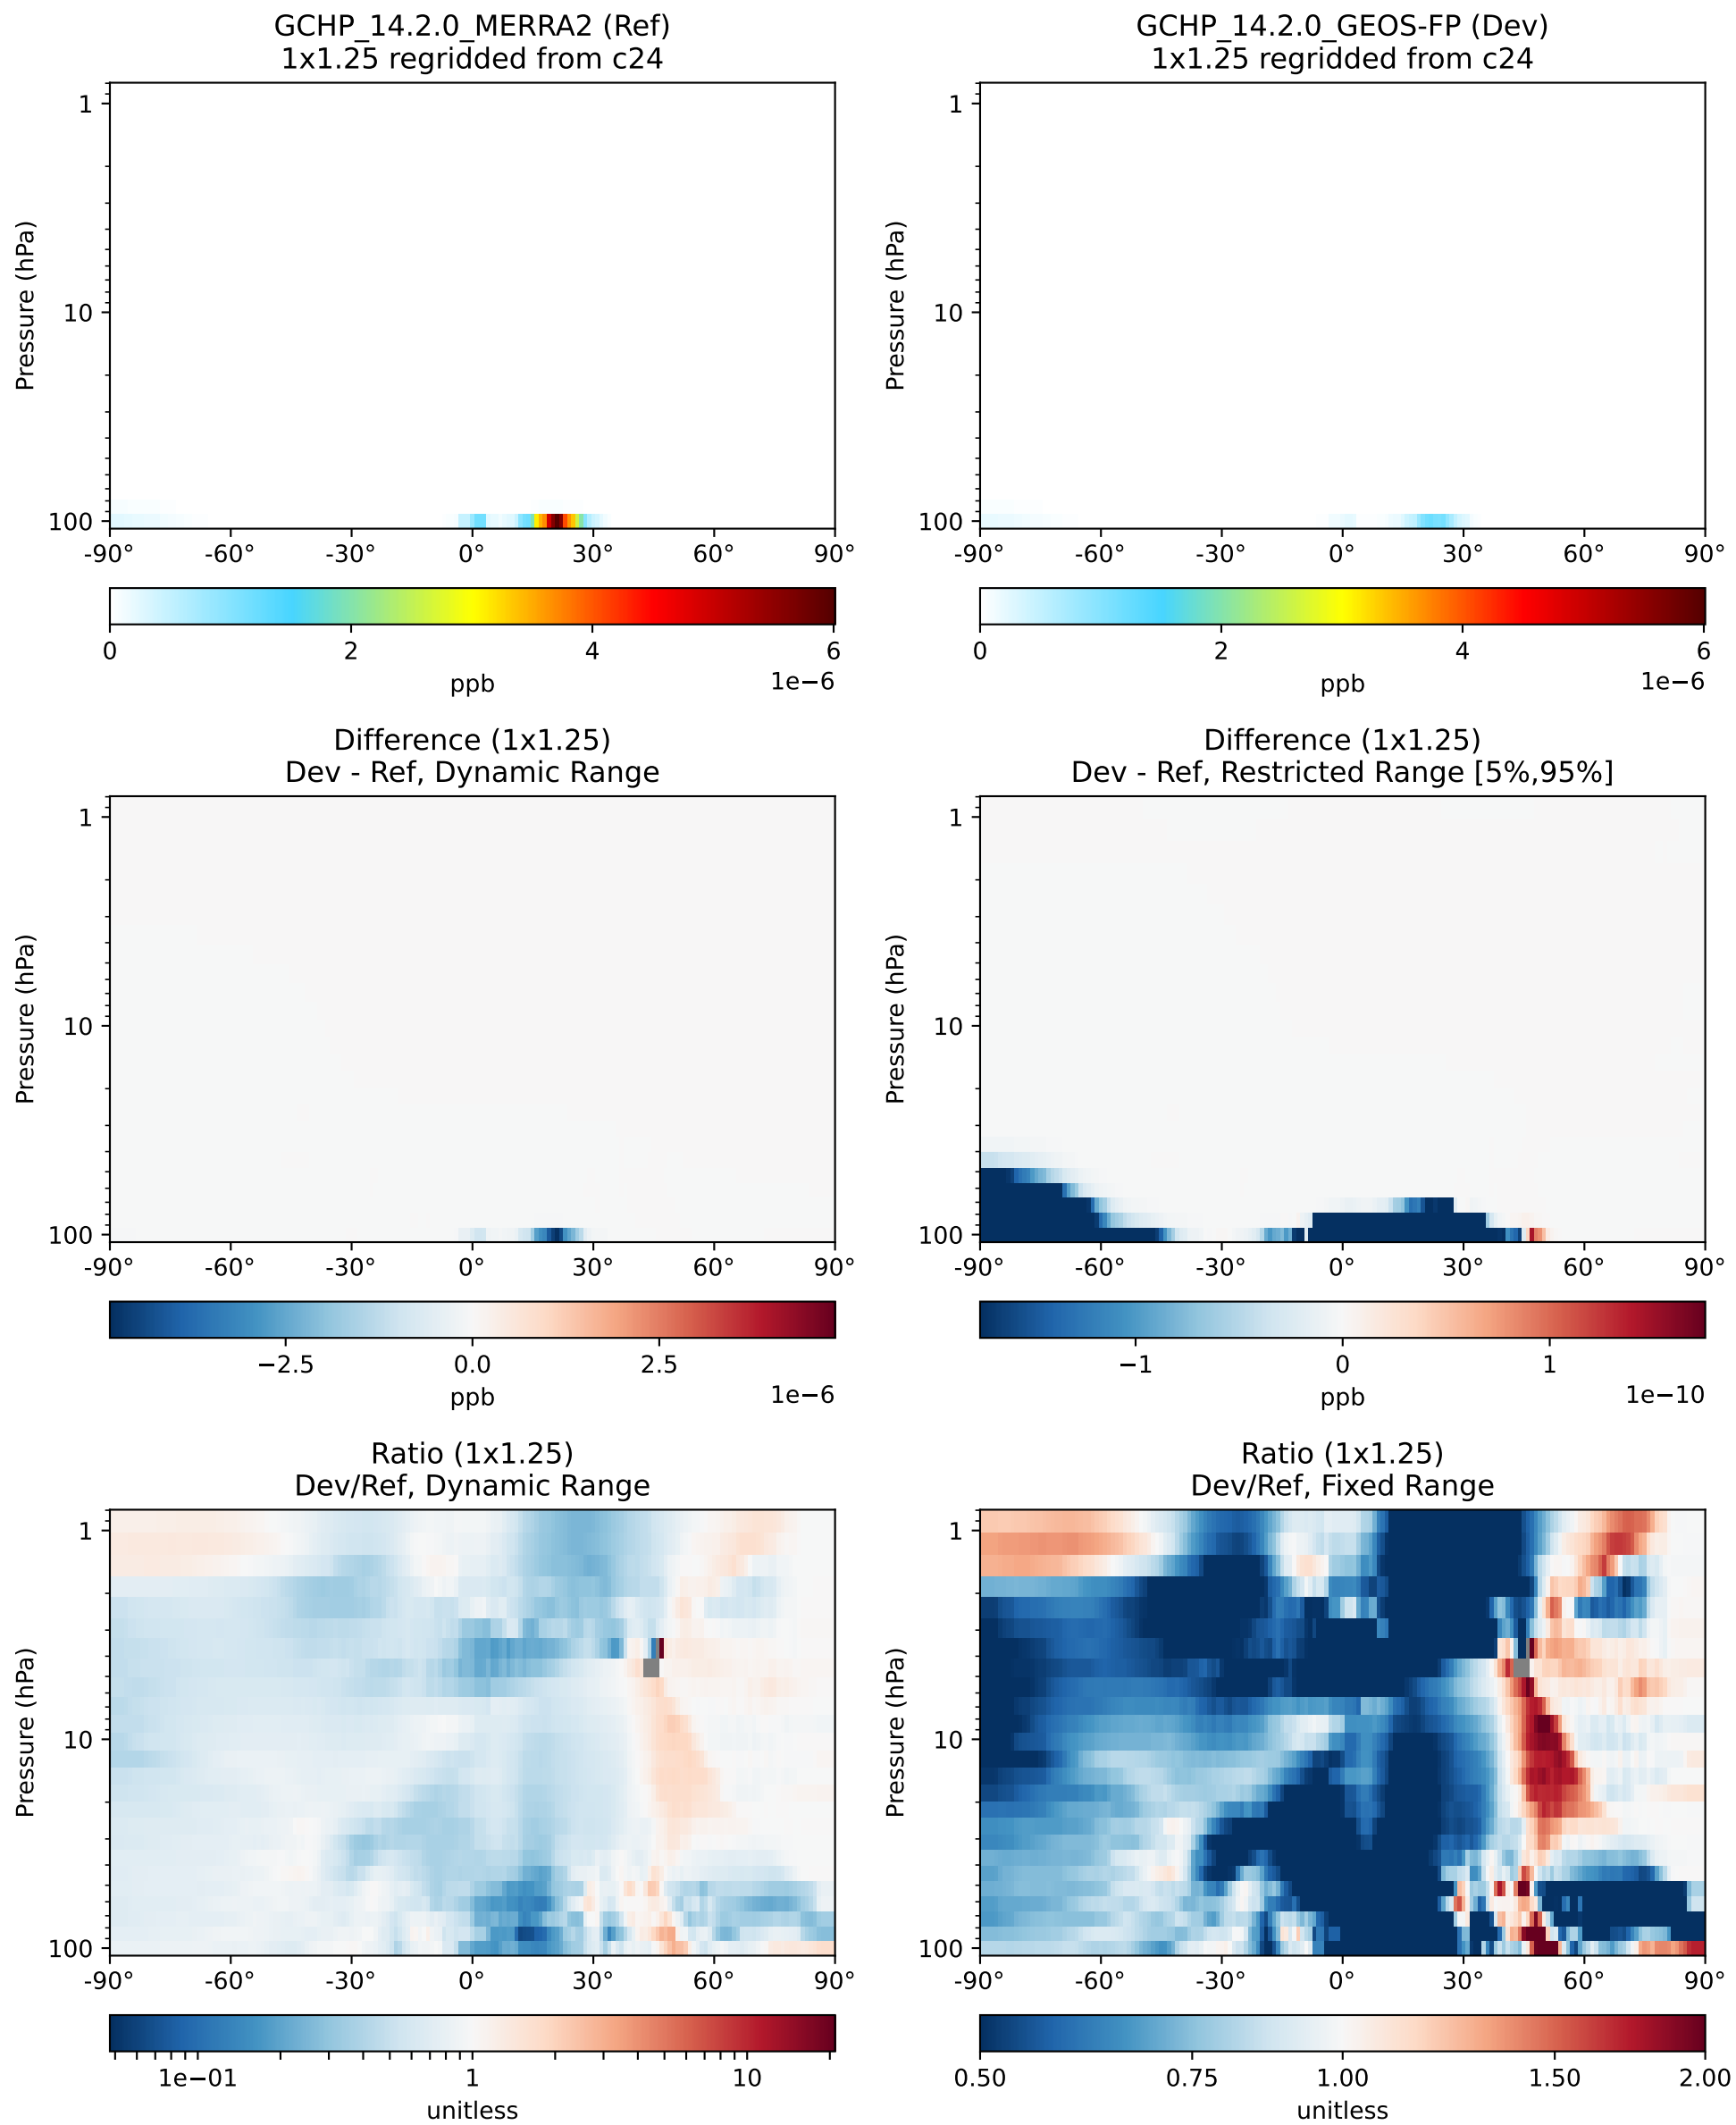 GCHP_14.2.0_MERRA2 (Ref)
1x1.25 regridded from c24
Pressure (hPa)
1
10
100
-90° -60° -30° 0° 30° 60° 90°
0 2 4 6
ppb
1e−6
GCHP_14.2.0_GEOS-FP (Dev)
1x1.25 regridded from c24
Pressure (hPa)
1
10
100
-90° -60° -30° 0° 30° 60° 90°
0 2 4 6
ppb
1e−6
Difference (1x1.25)
Dev - Ref, Dynamic Range
Pressure (hPa)
1
10
100
-90° -60° -30° 0° 30° 60° 90°
−2.5 0.0 2.5
ppb
1e−6
Difference (1x1.25)
Dev - Ref, Restricted Range [5%,95%]
Pressure (hPa)
1
10
100
-90° -60° -30° 0° 30° 60° 90°
−1 0 1
ppb
1e−10
Ratio (1x1.25)
Dev/Ref, Dynamic Range
Pressure (hPa)
1
10
100
-90° -60° -30° 0° 30° 60° 90°
1e−01 1 10
unitless
Ratio (1x1.25)
Dev/Ref, Fixed Range
Pressure (hPa)
1
10
100
-90° -60° -30° 0° 30° 60° 90°
0.50 0.75 1.00 1.50 2.00
unitless